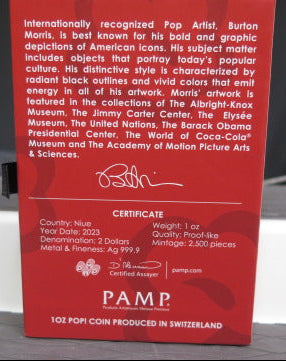 Internationally recognized Pop Artist, Burton
Morris, is best known for his bold and graphic
depictions of American icons. His subject matter
includes objects that portray today's popular
culture. His distinctive style is characterized by
radiant black outlines and vivid colors that emit
energy in all of his artwork. Morris' artwork is
featured in the collections of The Albright-Knox
Museum, The Jimmy Carter Center, The Elysée
Museum, The United Nations, The Barack Obama
Presidential Center, The World of Coca-Cola®
Museum and The Academy of Motion Picture Arts
& Sciences.
CERTIFICATE
Country: Niue
Year Date: 2023
Denomination: 2 Dollars
Metal & Fineness: Ag 999.9
Weight: 1 oz
Quality: Proof-like
Mintage: 2,500 pieces
Certified Assayer
pamp.com
PAMP.
Produits Artistiques Métaux Précieux
1OZ POP! COIN PRODUCED IN SWITZERLAND